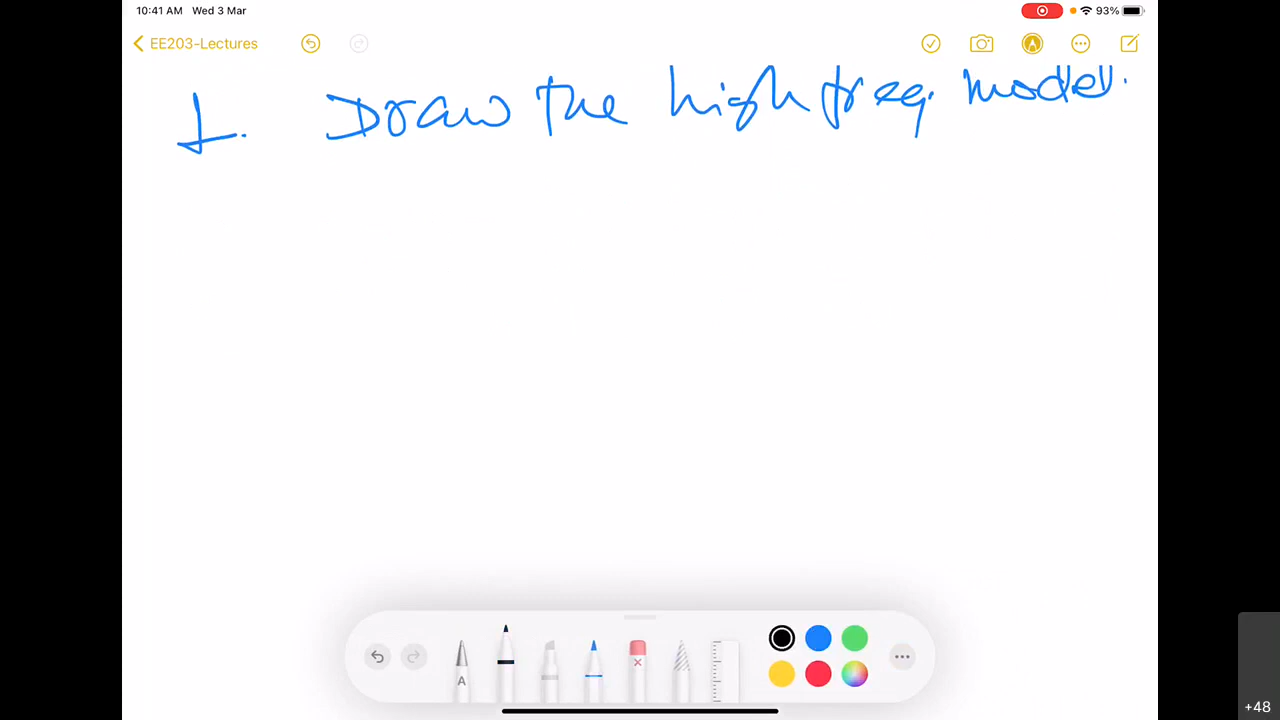 10:41 AM Wed 3 Mar 93%
EE203-Lectures
1. Draw the high freq. model.
A
+48